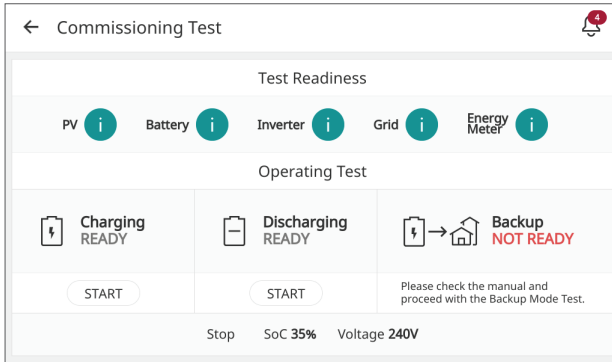 ← Commissioning Test 4
Test Readiness
PV i Battery i Inverter i Grid i Energy Meter i
Operating Test
Charging
READY
Discharging
READY
Backup
NOT READY
START
START
Please check the manual and
proceed with the Backup Mode Test.
Stop SoC 35% Voltage 240V